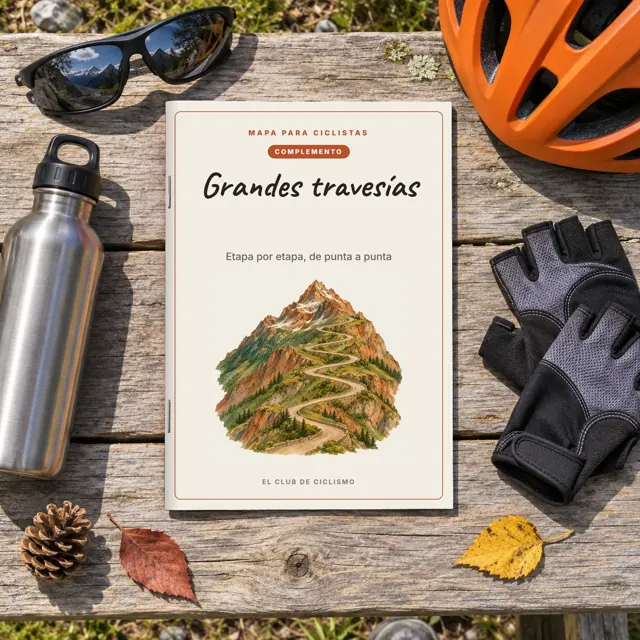 MAPA PARA CICLISTAS
COMPLEMENTO
Grandes travesías
Etapa por etapa, de punta a punta
EL CLUB DE CICLISMO